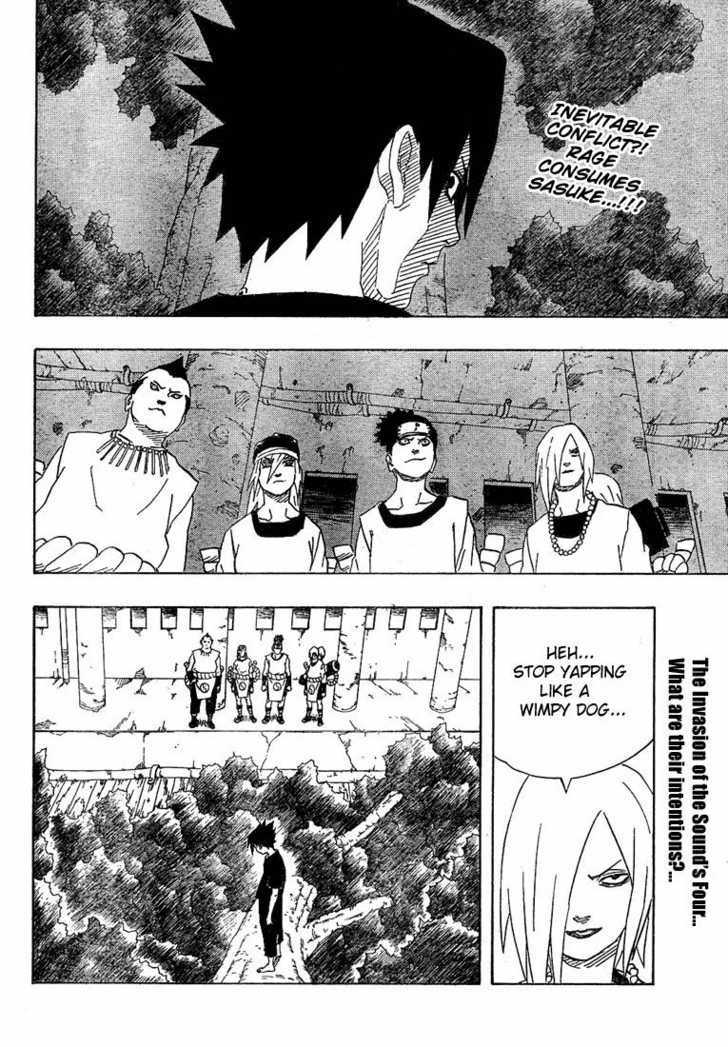 INEVITABLE
CONFLICT?!
RAGE
CONSUMES
SASUKE...!!!
HEH...
STOP YAPPING
LIKE A
WIMPY DOG...
The Invasion of the Sound's Four...
What are their intentions?...